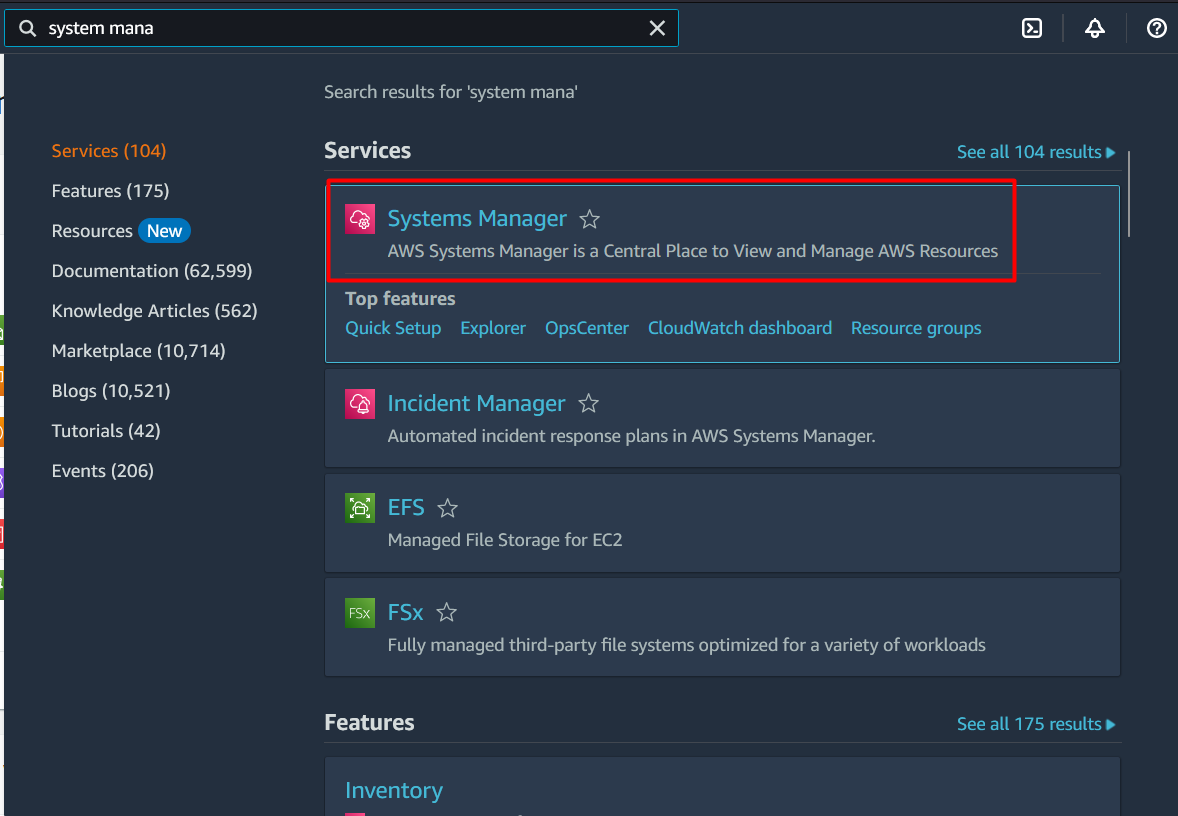 system mana
Search results for 'system mana'
Services (104)
Features (175)
Resources New
Documentation (62,599)
Knowledge Articles (562)
Marketplace (10,714)
Blogs (10,521)
Tutorials (42)
Events (206)
Services
See all 104 results
Systems Manager
AWS Systems Manager is a Central Place to View and Manage AWS Resources
Top features
Quick Setup Explorer OpsCenter CloudWatch dashboard Resource groups
Incident Manager
Automated incident response plans in AWS Systems Manager.
EFS
Managed File Storage for EC2
FSx
FSx
Fully managed third-party file systems optimized for a variety of workloads
Features
See all 175 results
Inventory